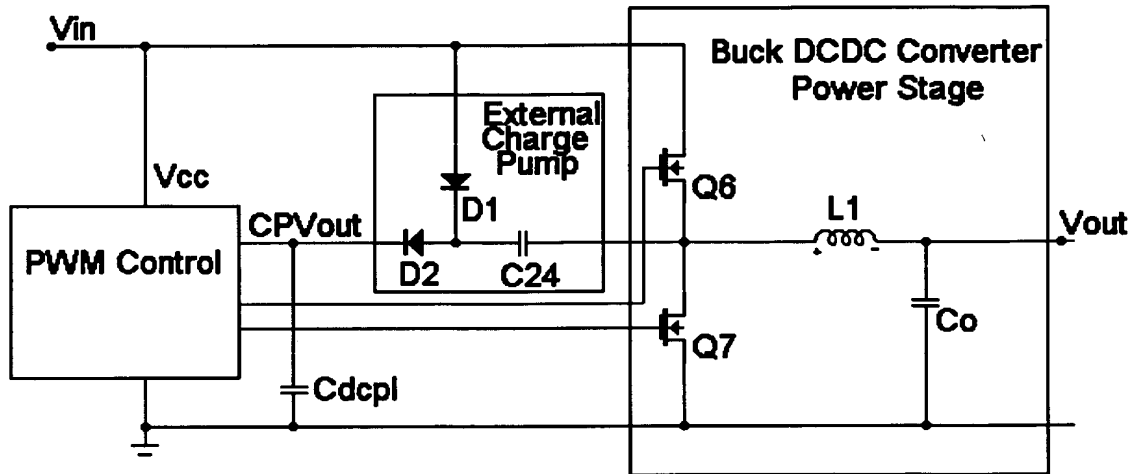 Vin
Buck DCDC Converter
Power Stage
External
Charge
Pump
Vcc
Q6
D1
L1
CPVout
Vout
PWM Control
D2
C24
Co
Q7
Cdcpl